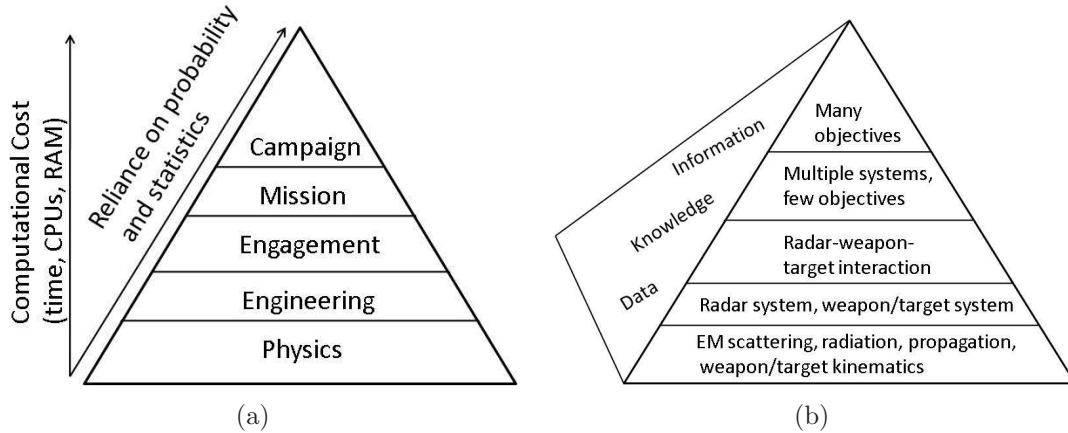 Computational Cost
(time, CPUs, RAM)
Reliance on probability
and statistics
Campaign
Mission
Engagement
Engineering
Physics
(a)
Information
Knowledge
Data
Many
objectives
Multiple systems,
few objectives
Radar-weapon-
target interaction
Radar system, weapon/target system
EM scattering, radiation, propagation,
weapon/target kinematics
(b)